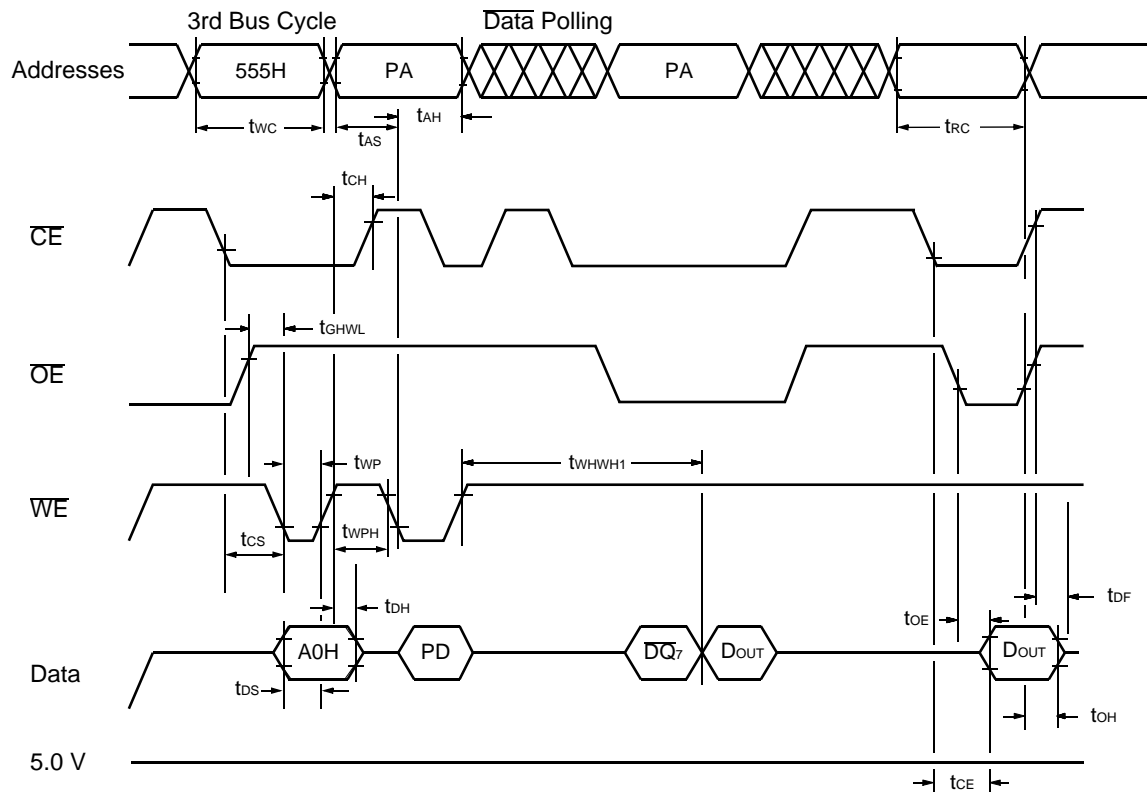 3rd Bus Cycle Data Polling
Addresses 555H PA PA
tWC tAS tAH tRC
tCH
CE
tGHWL
OE
tWP tWHWH1
WE
tCS tWPH
tDH tOE tDF
Data A0H PD DQ7 DOUT DOUT
tDS tOH
5.0 V
tCE